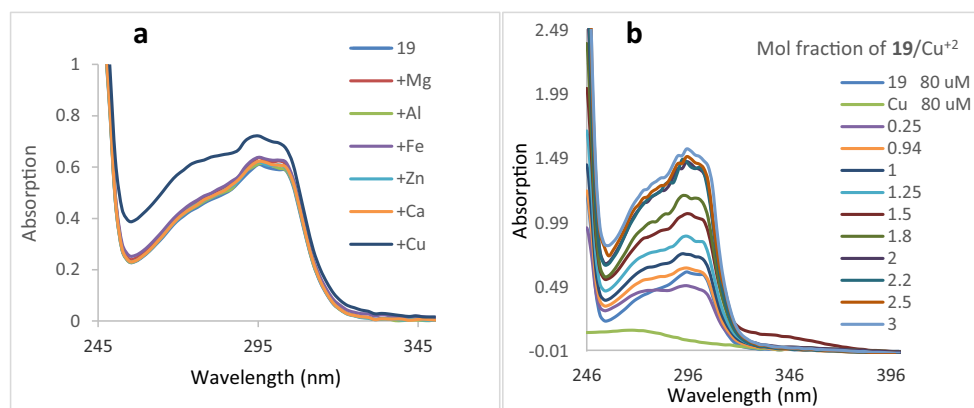 a
19
+Mg
+Al
+Fe
+Zn
+Ca
+Cu
1
0.8
0.6
0.4
0.2
0
Absorption
245
295
345
Wavelength (nm)
b
2.49
1.99
1.49
0.99
0.49
-0.01
Absorption
Mol fraction of 19/Cu+2
19 80 uM
Cu 80 uM
0.25
0.94
1
1.25
1.5
1.8
2
2.2
2.5
3
246
296
346
396
Wavelength (nm)